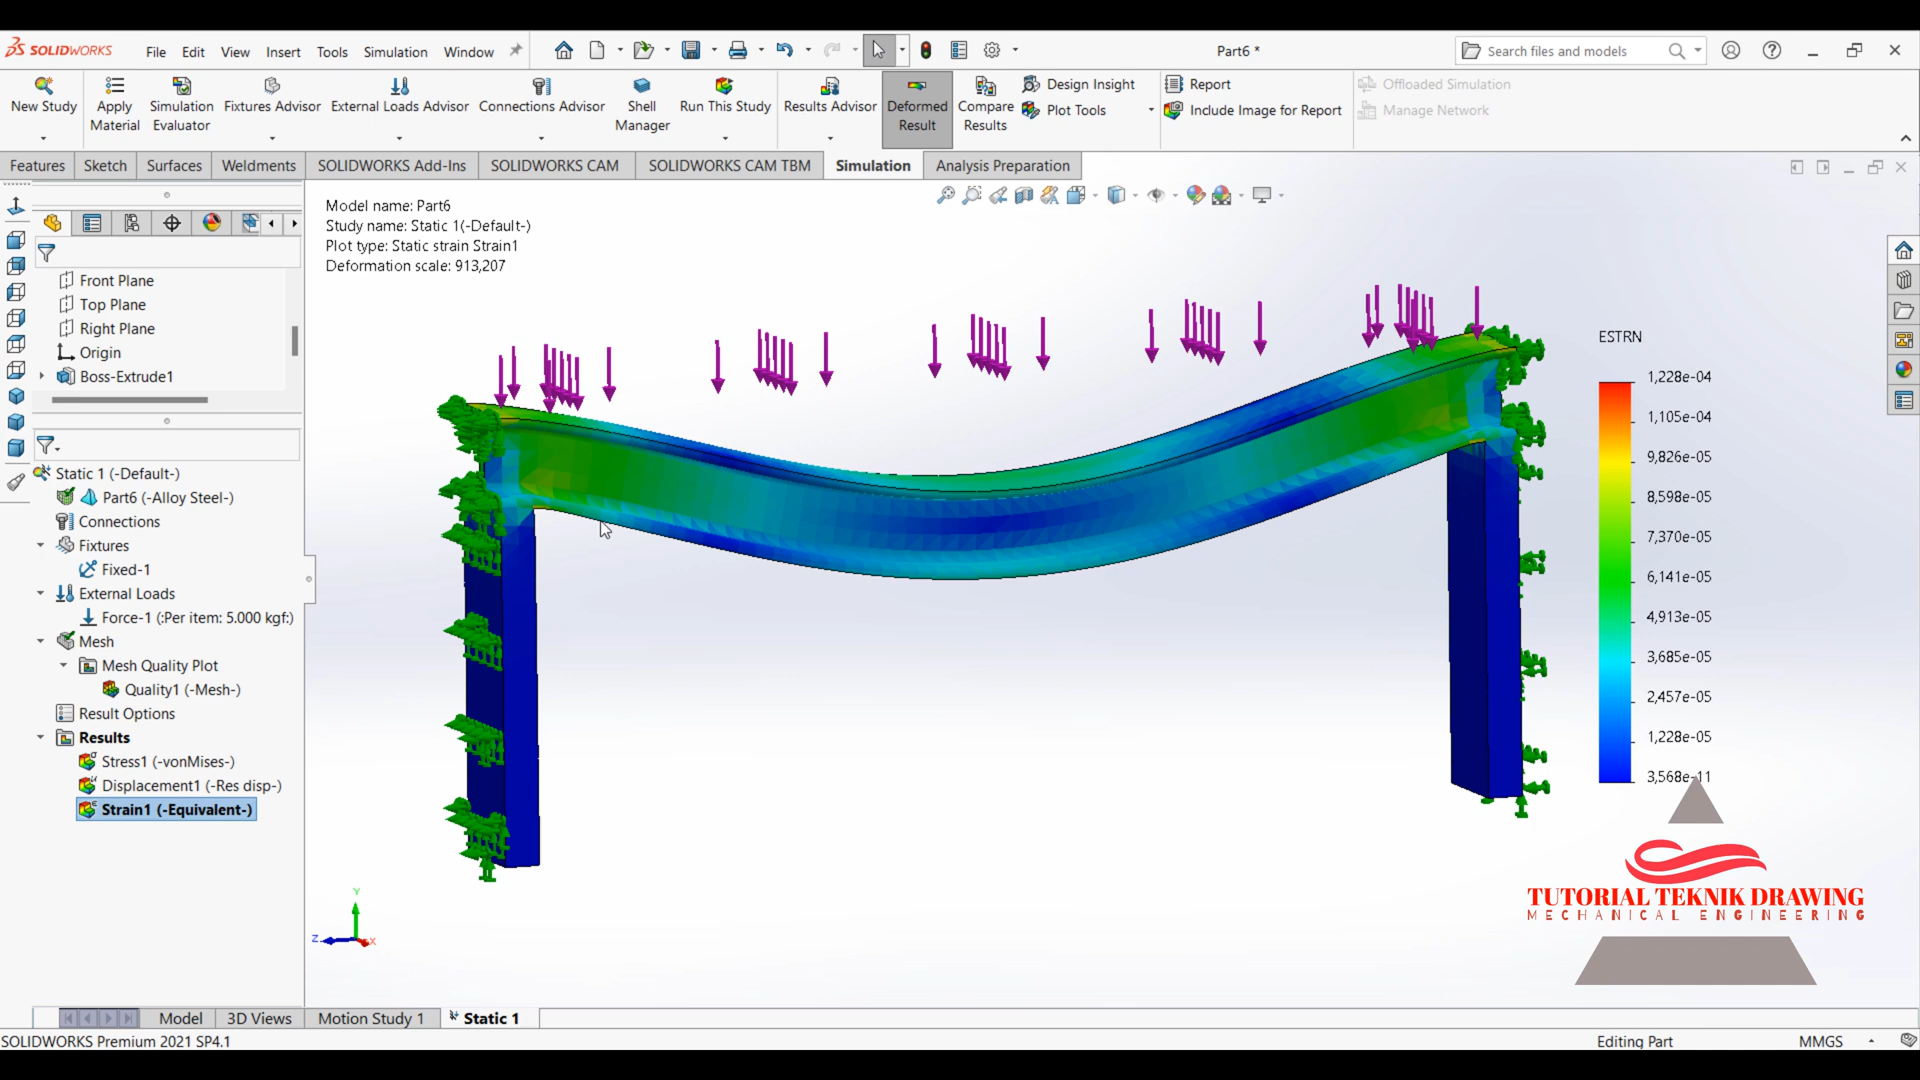 SOLIDWORKS
File Edit View Insert Tools Simulation Window
Part6 *
Search files and models
New Study
Apply Material
Simulation Evaluator
Fixtures Advisor
External Loads Advisor
Connections Advisor
Shell Manager
Run This Study
Results Advisor
Deformed Result
Compare Results
Design Insight
Plot Tools
Report
Include Image for Report
Offloaded Simulation
Manage Network
Features Sketch Surfaces Weldments SOLIDWORKS Add-Ins SOLIDWORKS CAM SOLIDWORKS CAM TBM Simulation Analysis Preparation
Model name: Part6
Study name: Static 1(-Default-)
Plot type: Static strain Strain1
Deformation scale: 913,207
Front Plane
Top Plane
Right Plane
Origin
Boss-Extrude1
Static 1 (-Default-)
Part6 (-Alloy Steel-)
Connections
Fixtures
Fixed-1
External Loads
Force-1 (:Per item: 5.000 kgf:)
Mesh
Mesh Quality Plot
Quality1 (-Mesh-)
Result Options
Results
Stress1 (-vonMises-)
Displacement1 (-Res disp-)
Strain1 (-Equivalent-)
ESTRN
1,228e-04
1,105e-04
9,826e-05
8,598e-05
7,370e-05
6,141e-05
4,913e-05
3,685e-05
2,457e-05
1,228e-05
3,568e-11
Y
Z
X
TUTORIAL TEKNIK DRAWING
MECHANICAL ENGINEERING
Model 3D Views Motion Study 1 Static 1
SOLIDWORKS Premium 2021 SP4.1
Editing Part
MMGS